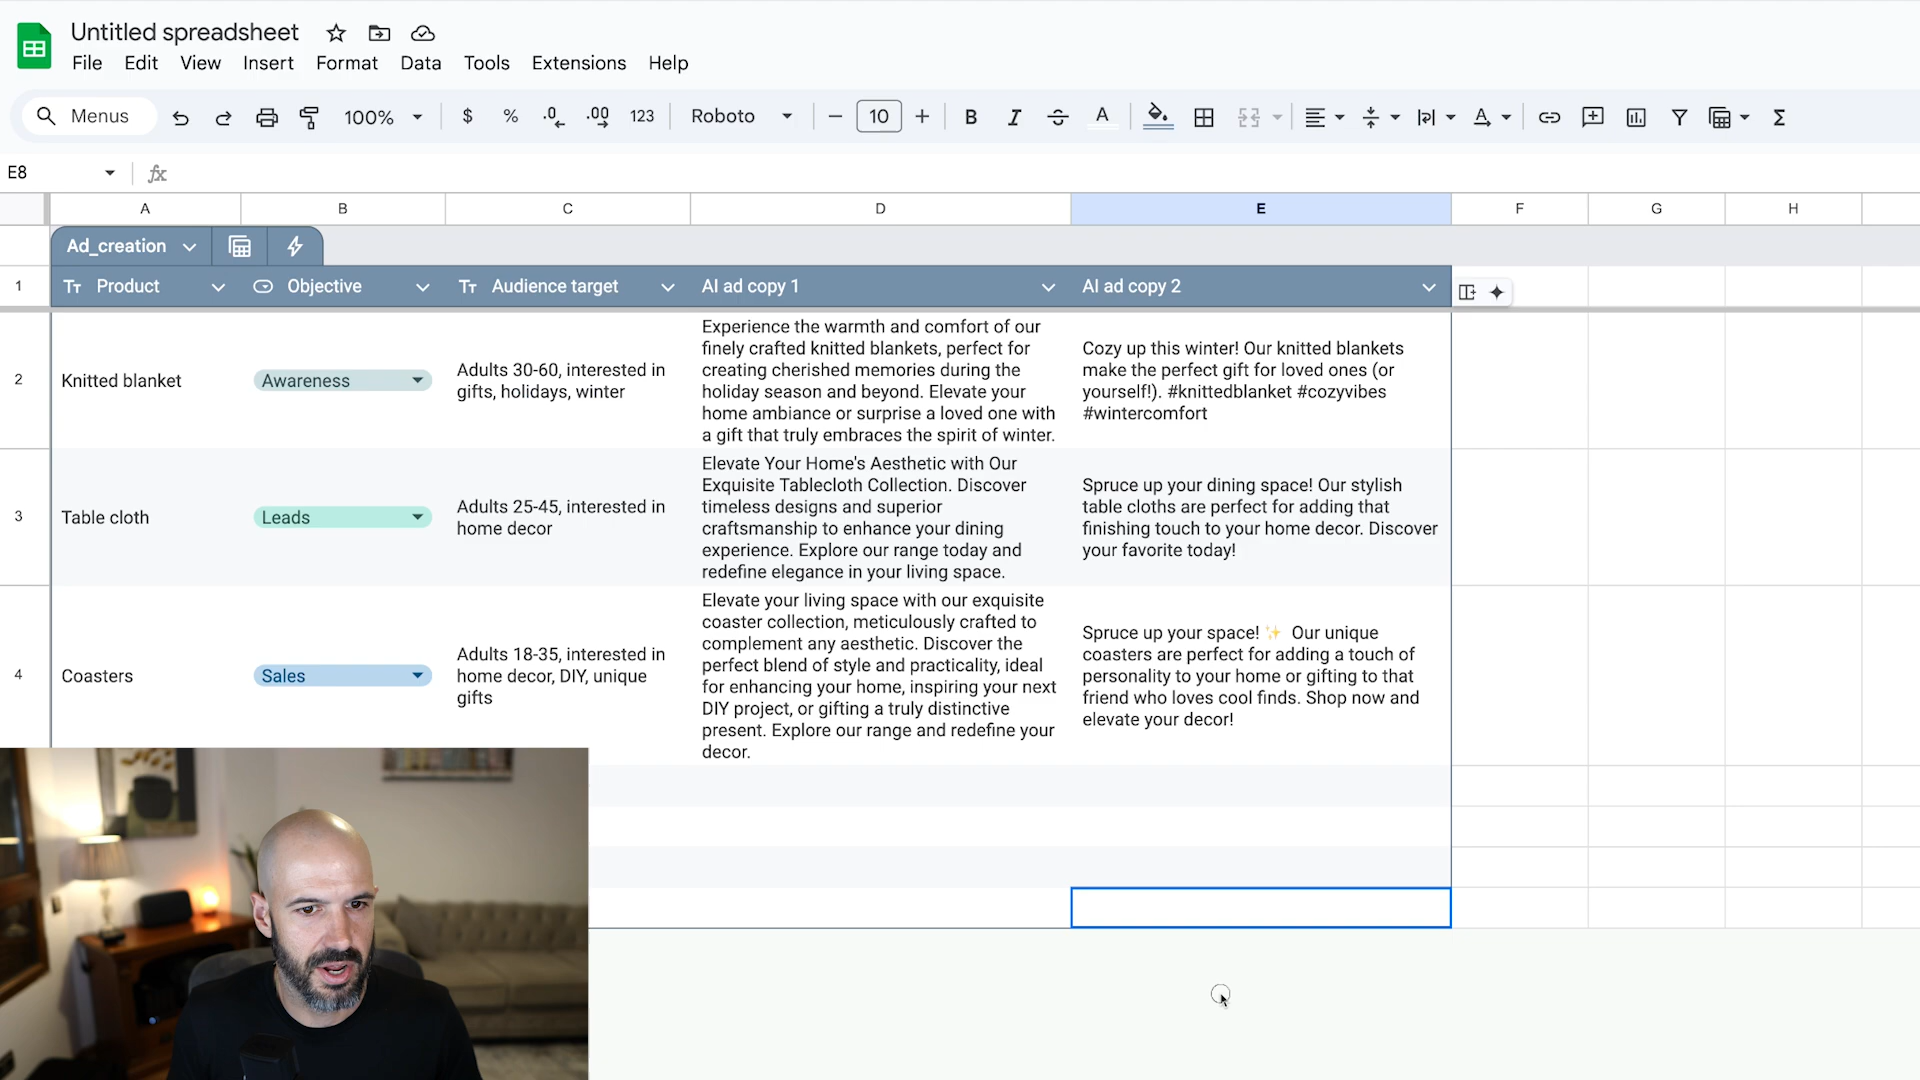 Untitled spreadsheet
File Edit View Insert Format Data Tools Extensions Help
Menus 100% $ % .0 .00 123 Roboto − 10 + B I A
E8 fx
A B C D E F G H
Ad_creation
1 Product Objective Audience target AI ad copy 1 AI ad copy 2
2
Knitted blanket
Awareness
Adults 30-60, interested in
gifts, holidays, winter
Experience the warmth and comfort of our
finely crafted knitted blankets, perfect for
creating cherished memories during the
holiday season and beyond. Elevate your
home ambiance or surprise a loved one with
a gift that truly embraces the spirit of winter.
Cozy up this winter! Our knitted blankets
make the perfect gift for loved ones (or
yourself!). #knittedblanket #cozyvibes
#wintercomfort
3
Table cloth
Leads
Adults 25-45, interested in
home decor
Elevate Your Home's Aesthetic with Our
Exquisite Tablecloth Collection. Discover
timeless designs and superior
craftsmanship to enhance your dining
experience. Explore our range today and
redefine elegance in your living space.
Spruce up your dining space! Our stylish
table cloths are perfect for adding that
finishing touch to your home decor. Discover
your favorite today!
4
Coasters
Sales
Adults 18-35, interested in
home decor, DIY, unique
gifts
Elevate your living space with our exquisite
coaster collection, meticulously crafted to
complement any aesthetic. Discover the
perfect blend of style and practicality, ideal
for enhancing your home, inspiring your next
DIY project, or gifting a truly distinctive
present. Explore our range and redefine your
decor.
Spruce up your space! ✨ Our unique
coasters are perfect for adding a touch of
personality to your home or gifting to that
friend who loves cool finds. Shop now and
elevate your decor!